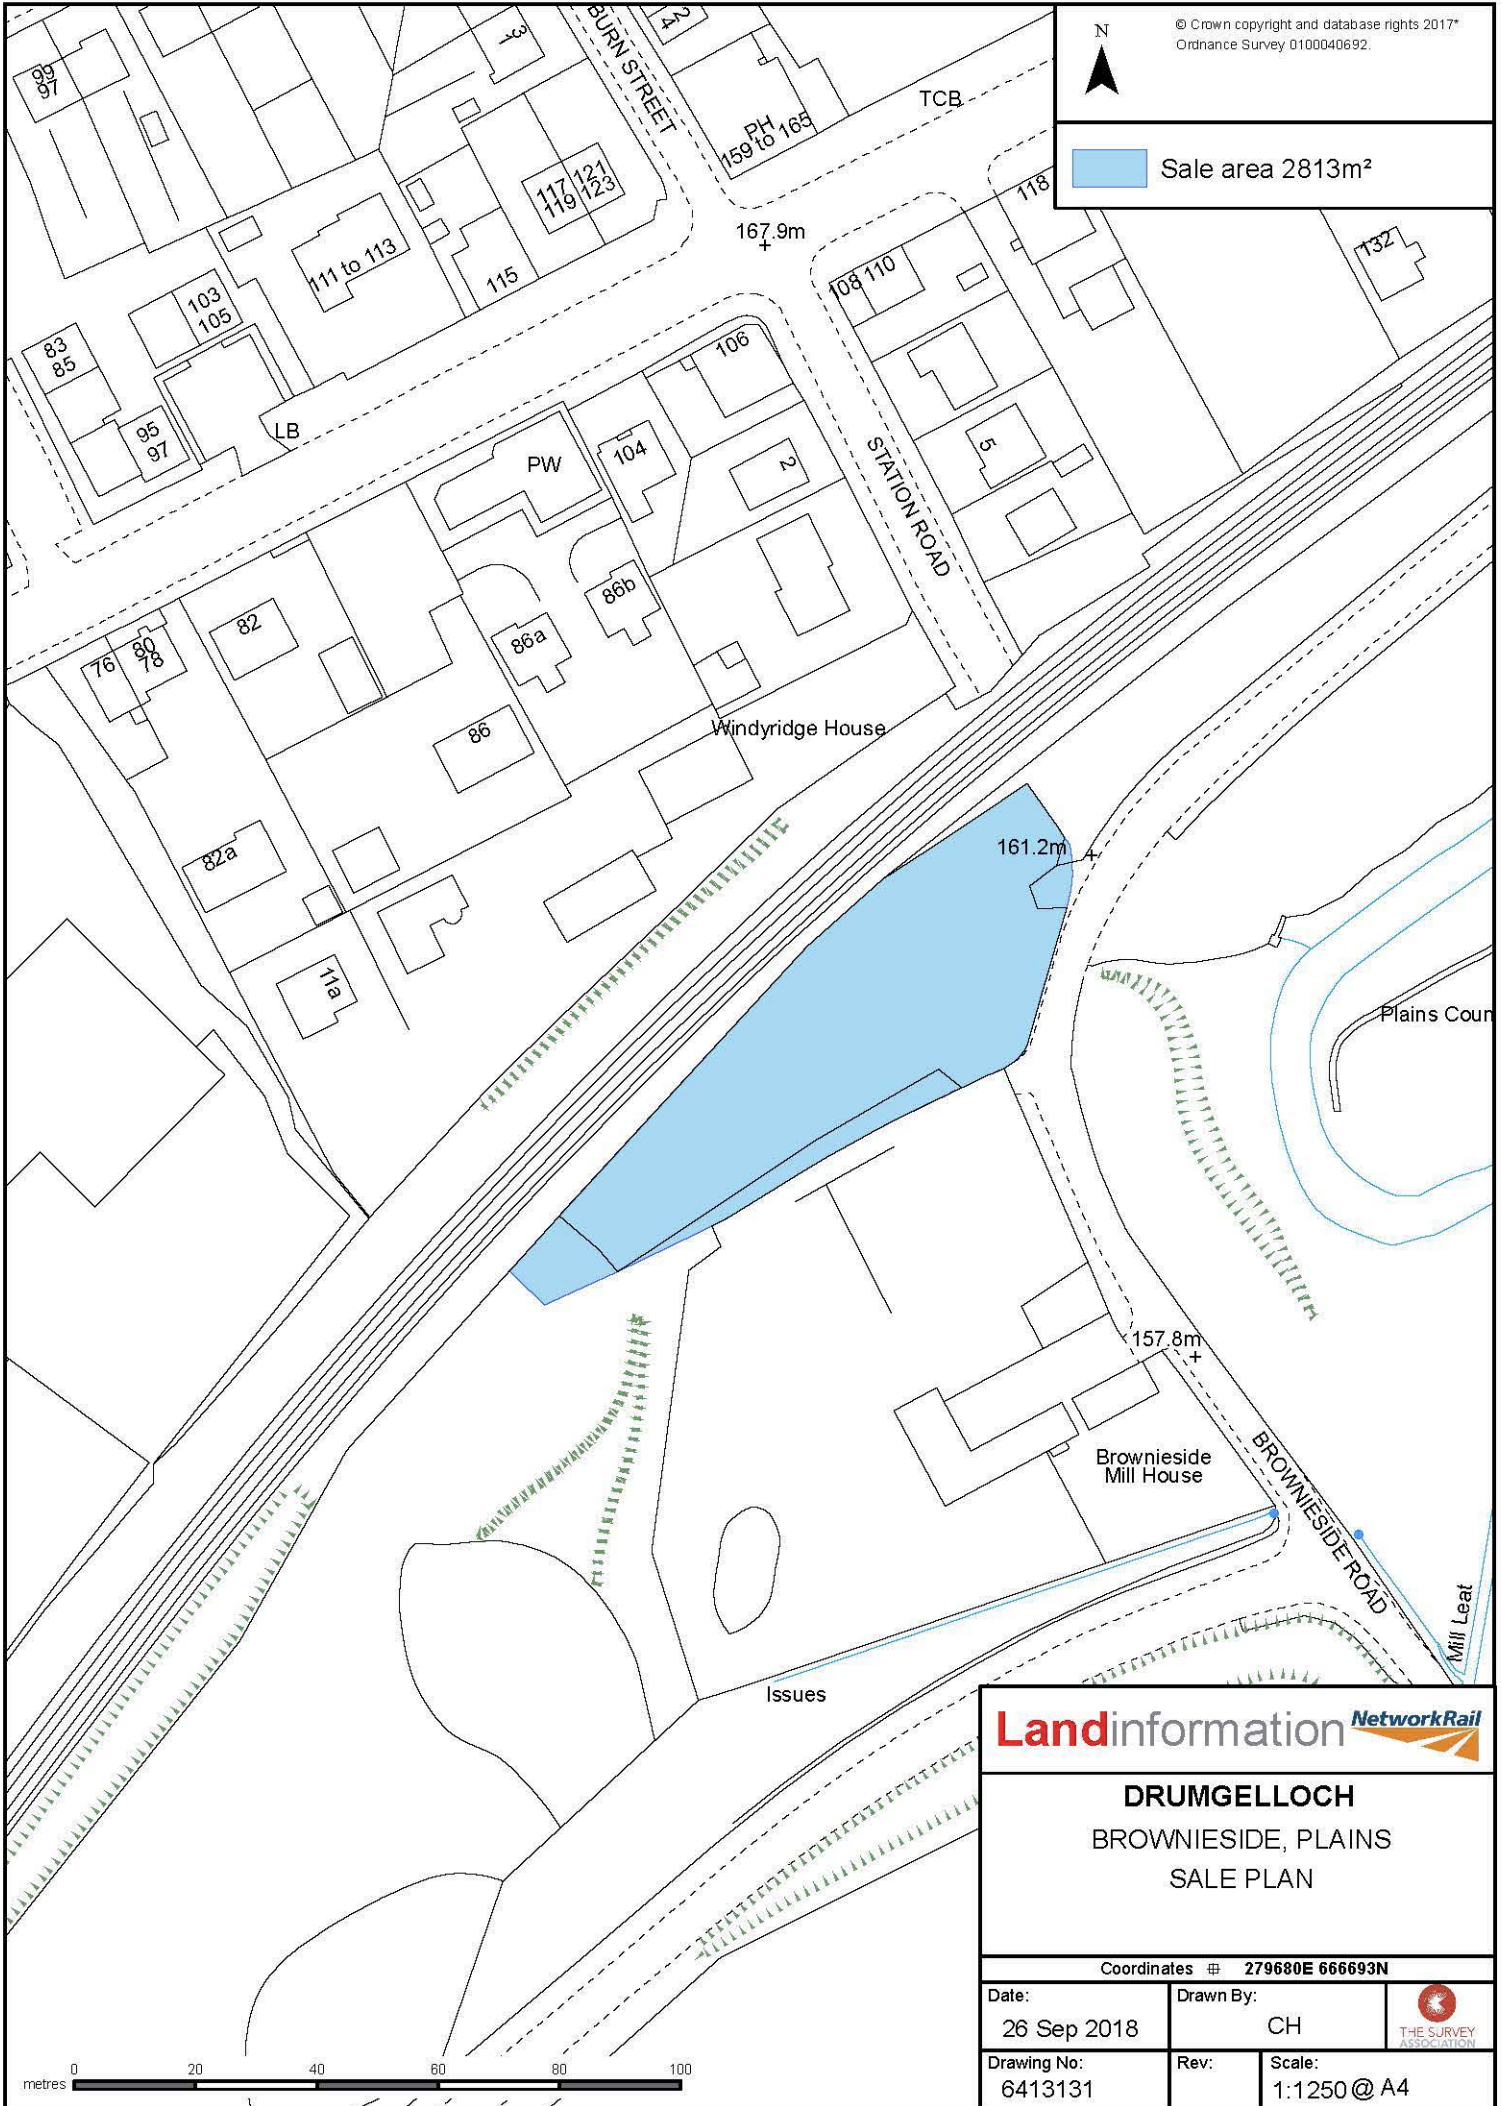 N
© Crown copyright and database rights 2017*
Ordnance Survey 0100040692.
Sale area 2813m²
99
97
31
BURN STREET
24
TCB
PH
159 to 165
117 121
119 123
118
167.9m
132
111 to 113
115
108 110
103
105
83
85
106
95
97
LB
PW
104
2
5
STATION ROAD
86b
82
86a
80
76
78
86
Windyridge House
82a
161.2m
11a
Plains Coun
157.8m
Brownieside
Mill House
BROWNIESIDE ROAD
Mill Leat
Issues
Landinformation
NetworkRail
DRUMGELLOCH
BROWNIESIDE, PLAINS
SALE PLAN
Coordinates 279680E 666693N
Date:
26 Sep 2018
Drawn By:
CH
THE SURVEY
ASSOCIATION
Drawing No:
6413131
Rev:
Scale:
1:1250 @ A4
metres
0 20 40 60 80 100